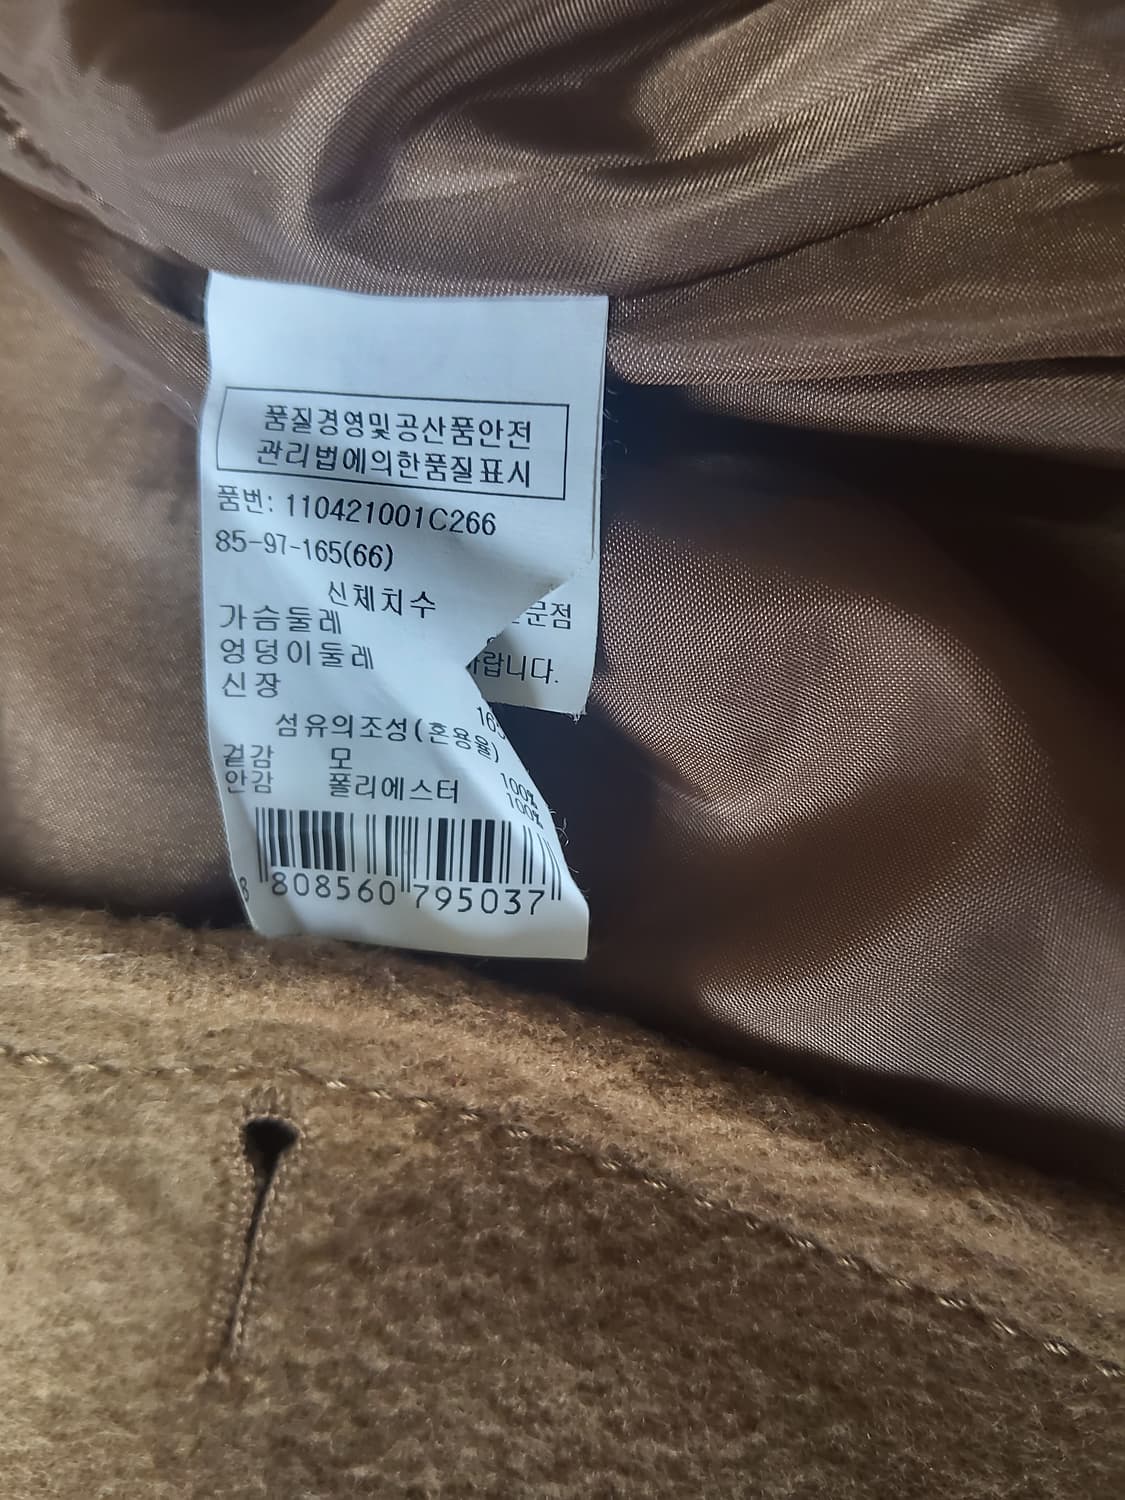 품질경영및공산품안전
관리법에의한품질표시
품번: 110421001C266
85-97-165(66)
신체치수
가슴둘레
엉덩이둘레
신장
섬유의조성(혼용율)
겉감 모 100%
안감 폴리에스터 100%
8 808560 795037